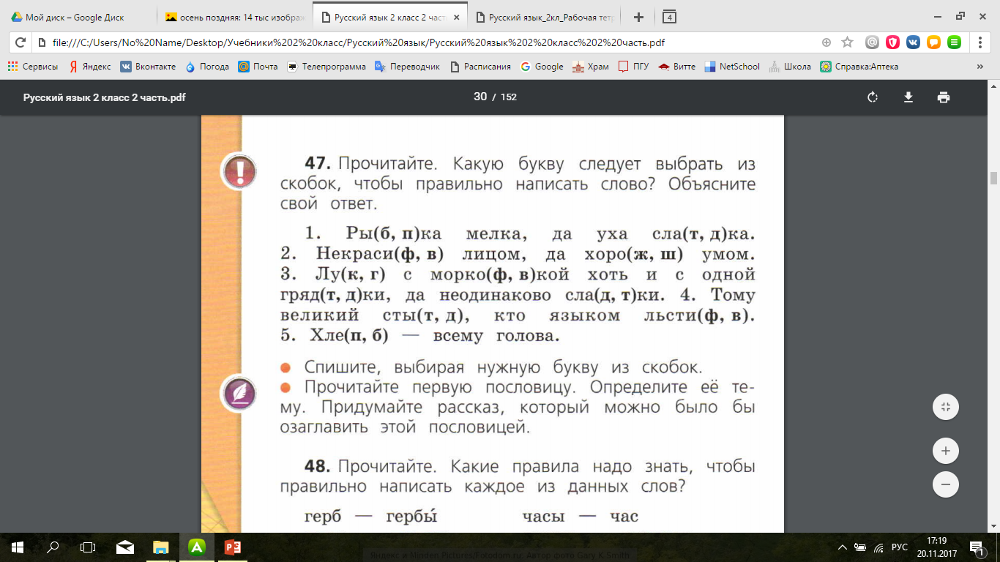 Мой диск – Google Диск
осень поздняя: 14 тыс изображ
Русский язык 2 класс 2 част
Русский язык_2кл_Рабочая тетр
4
file:///C:/Users/No%20Name/Desktop/Учебники%202%20класс/Русский%20язык/Русский%20язык%202%20класс%202%20часть.pdf
Сервисы Яндекс Вконтакте Погода Почта Телепрограмма Переводчик Расписания Google Храм ПГУ Витте NetSchool Школа Справка:Аптека »
Русский язык 2 класс 2 часть.pdf
30 / 152
47. Прочитайте. Какую букву следует выбрать из
скобок, чтобы правильно написать слово? Объясните
свой ответ.
1. Ры(б, п)ка мелка, да уха сла(т, д)ка.
2. Некраси(ф, в) лицом, да хоро(ж, ш) умом.
3. Лу(к, г) с морко(ф, в)кой хоть и с одной
гряд(т, д)ки, да неодинаково сла(д, т)ки. 4. Тому
великий сты(т, д), кто языком льсти(ф, в).
5. Хле(п, б) — всему голова.
Спишите, выбирая нужную букву из скобок.
Прочитайте первую пословицу. Определите её те-
му. Придумайте рассказ, который можно было бы
озаглавить этой пословицей.
48. Прочитайте. Какие правила надо знать, чтобы
правильно написать каждое из данных слов?
герб — гербы́ часы — час
РУС
17:19
20.11.2017